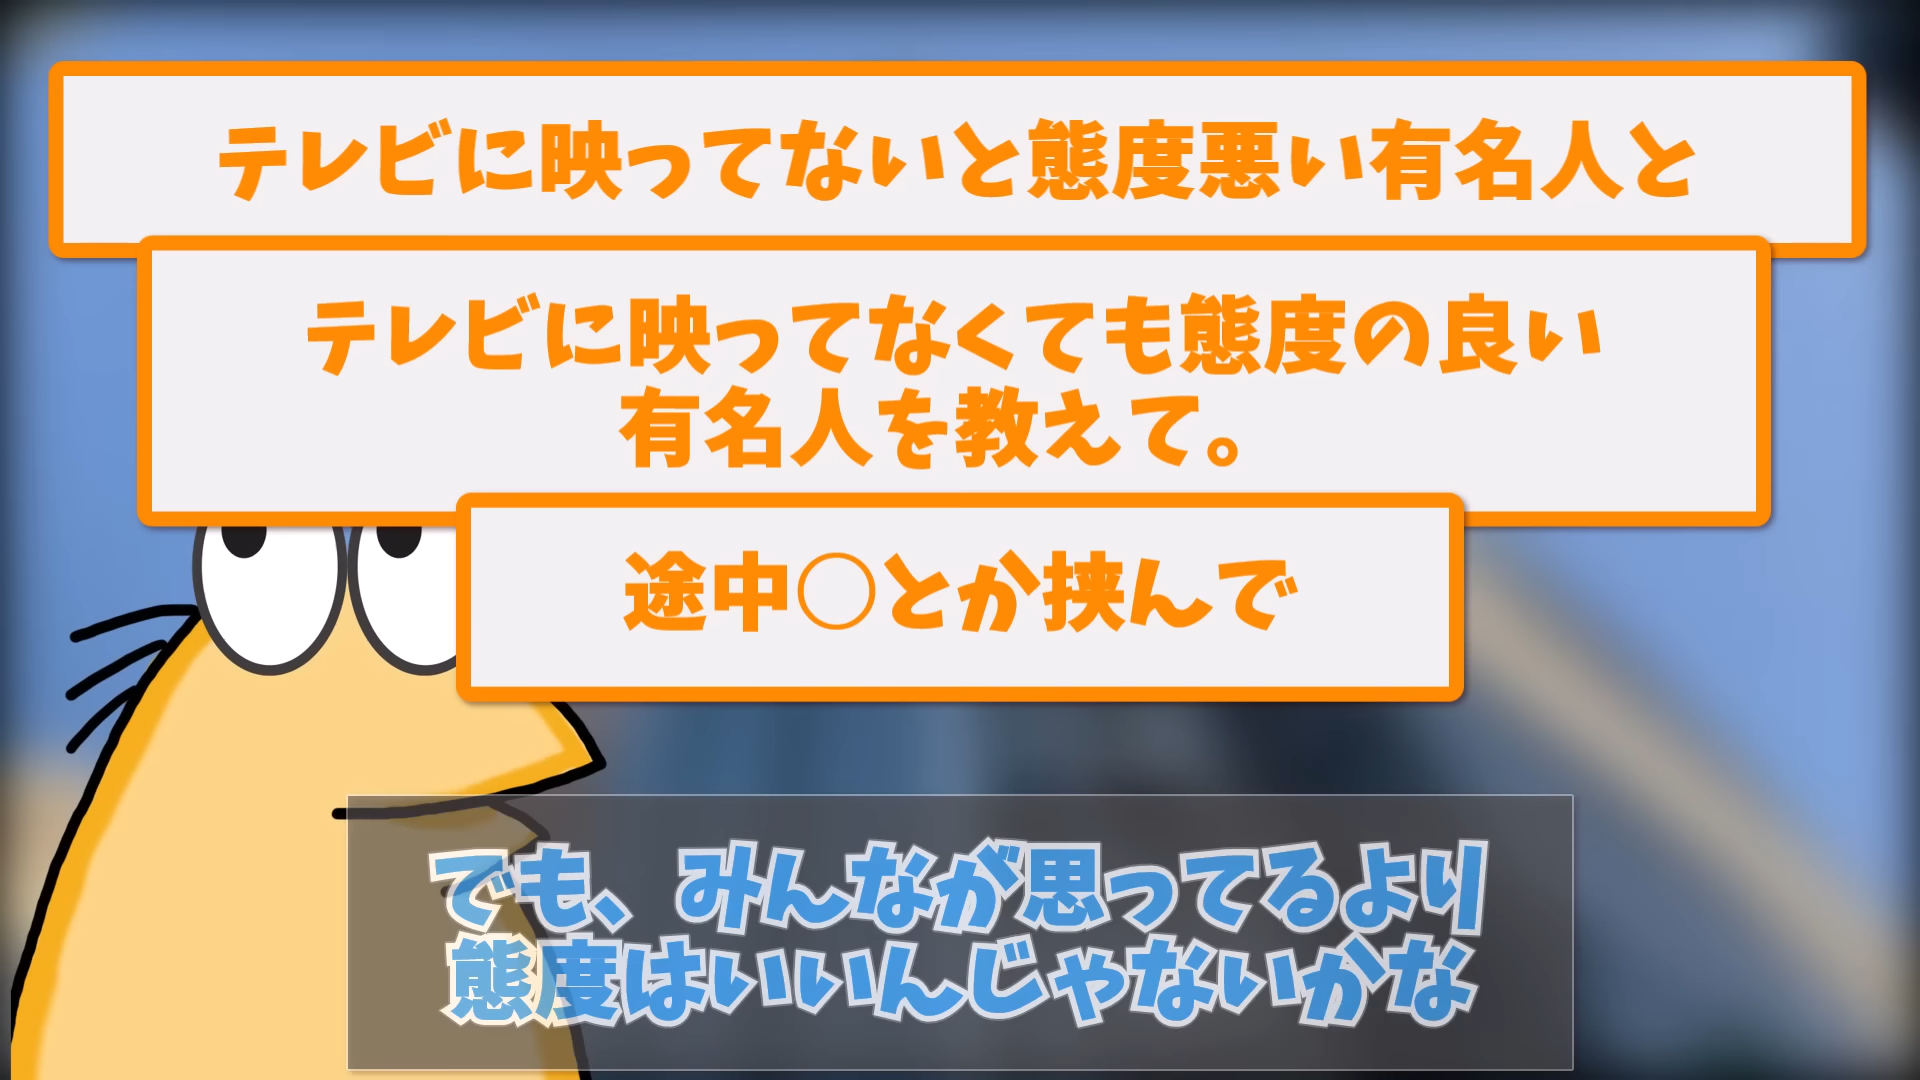 テレビに映ってないと態度悪い有名人と
テレビに映ってなくても態度の良い
有名人を教えて。
途中◯とか挟んで
でも、みんなが思ってるより
態度はいいんじゃないかな